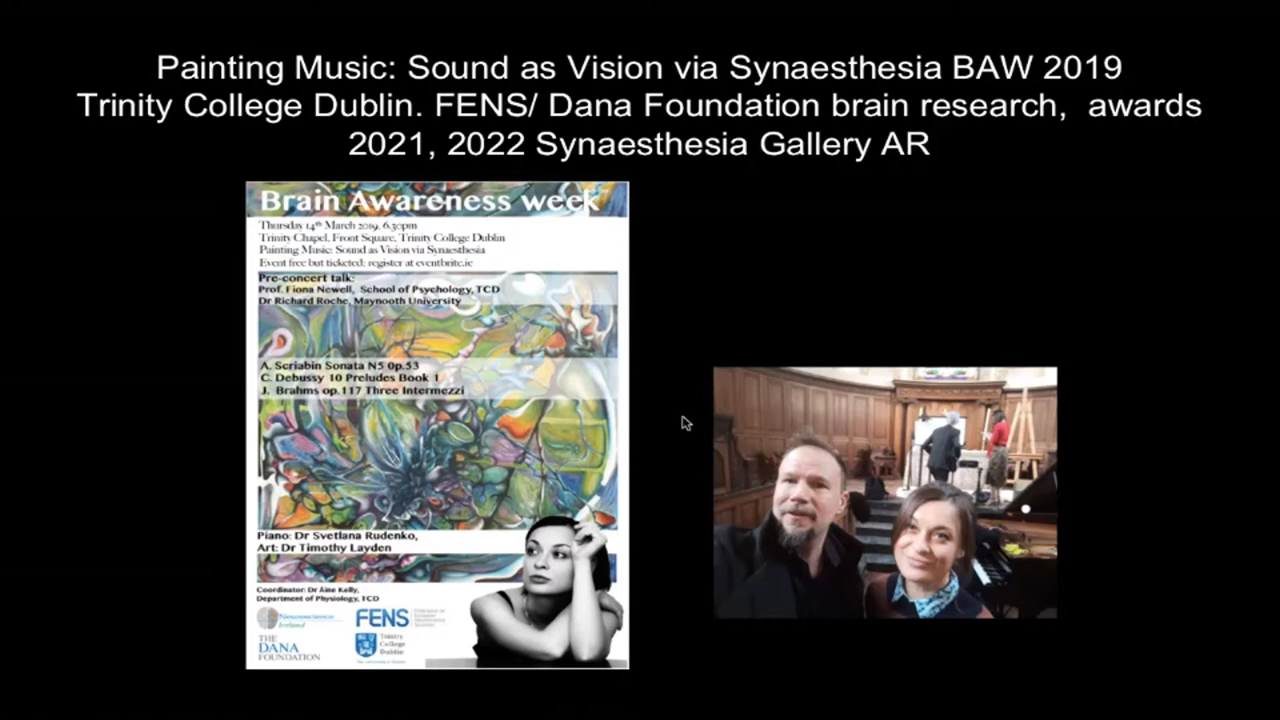 Painting Music: Sound as Vision via Synaesthesia BAW 2019
Trinity College Dublin. FENS/ Dana Foundation brain research,  awards
2021, 2022 Synaesthesia Gallery AR
Brain Awareness week
Thursday 14th March 2019, 6.30pm
Trinity Chapel, Front Square, Trinity College Dublin
Painting Music: Sound as Vision via Synaesthesia
Event free but ticketed: register at eventbrite.ie
Pre-concert talk:
Prof. Fiona Newell, School of Psychology, TCD
Dr Richard Roche, Maynooth University
A. Scriabin Sonata N5 Op.53
C. Debussy 10 Preludes Book 1
J. Brahms op.117 Three Intermezzi
Piano: Dr Svetlana Rudenko,
Art: Dr Timothy Layden
Coordinator: Dr Áine Kelly,
Department of Physiology, TCD
Ireland
FENS
THE
DANA
FOUNDATION
Trinity
College
Dublin